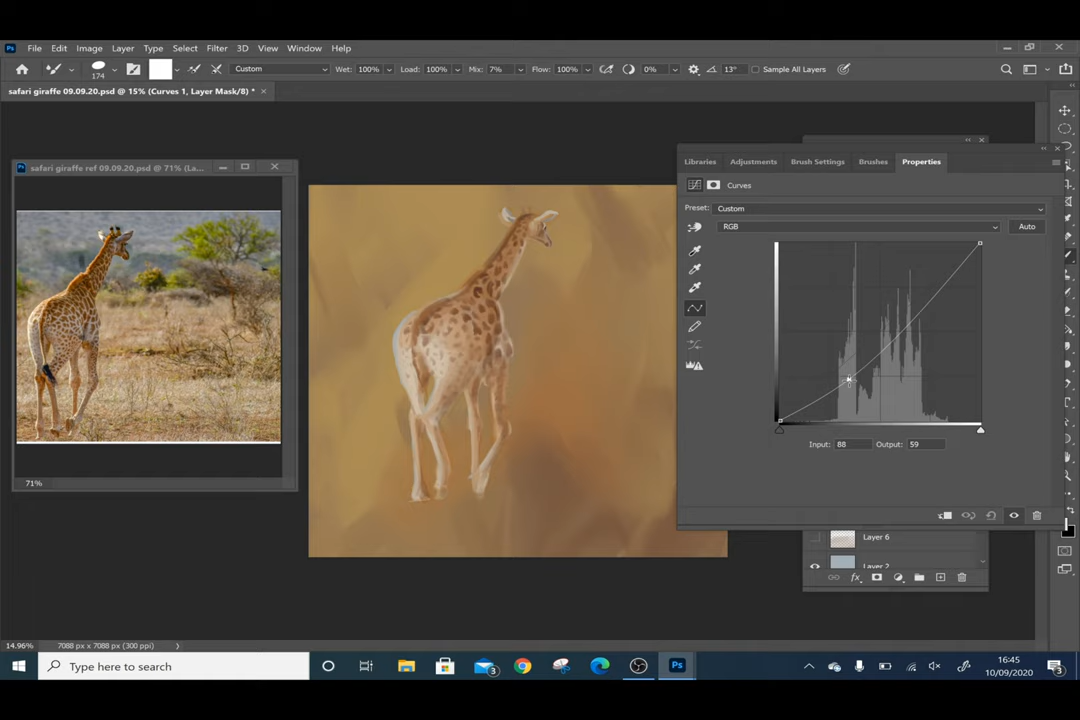 Ps File Edit Image Layer Type Select Filter 3D View Window Help
174 Custom Wet: 100% Load: 100% Mix: 7% Flow: 100% 0% 13° Sample All Layers
safari giraffe 09.09.20.psd @ 15% (Curves 1, Layer Mask/8) *
safari giraffe ref 09.09.20.psd @ 71% (La...
Libraries Adjustments Brush Settings Brushes Properties
Curves
Preset: Custom
RGB Auto
Input: 88 Output: 59
71%
Layer 6
Layer 2
14.96% 7088 px x 7088 px (300 ppi)
Type here to search
3
Ps
16:45
10/09/2020
3